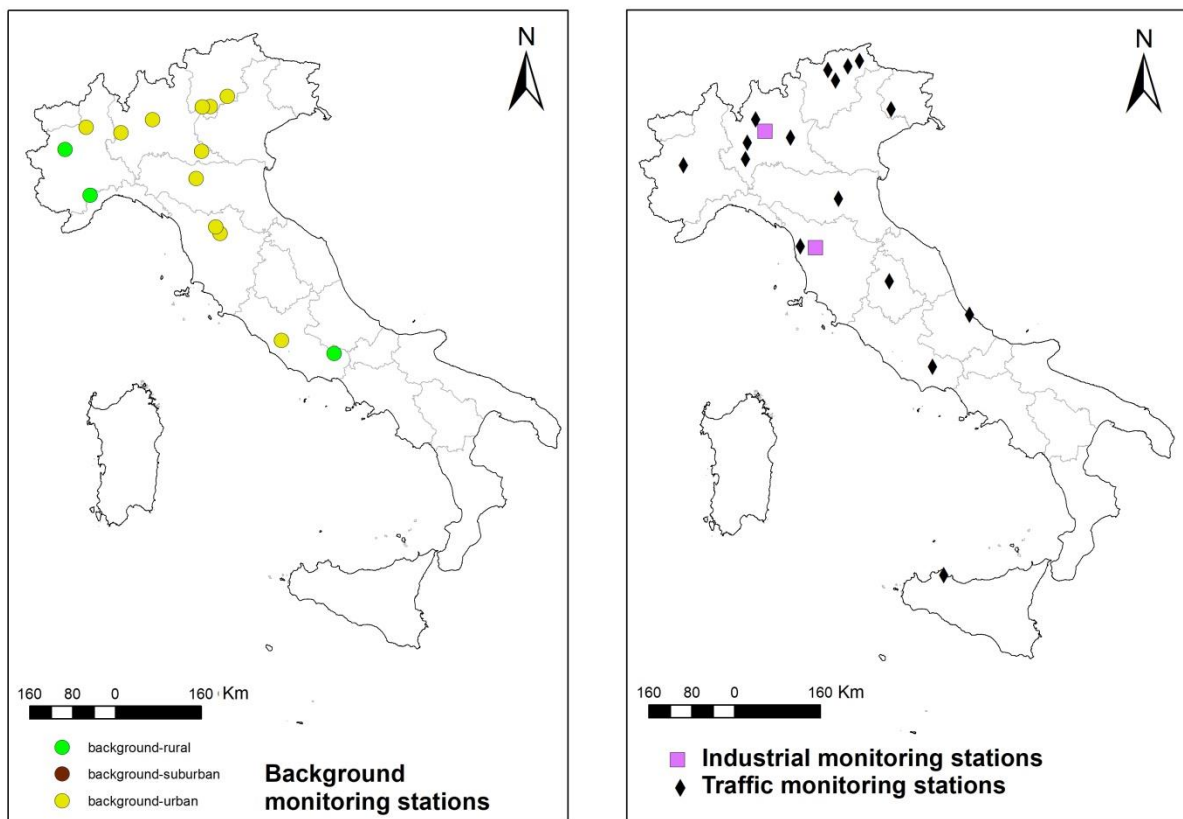 N
160 80 0 160 Km
background-rural
background-suburban
background-urban
Background
monitoring stations
N
160 80 0 160 Km
Industrial monitoring stations
Traffic monitoring stations